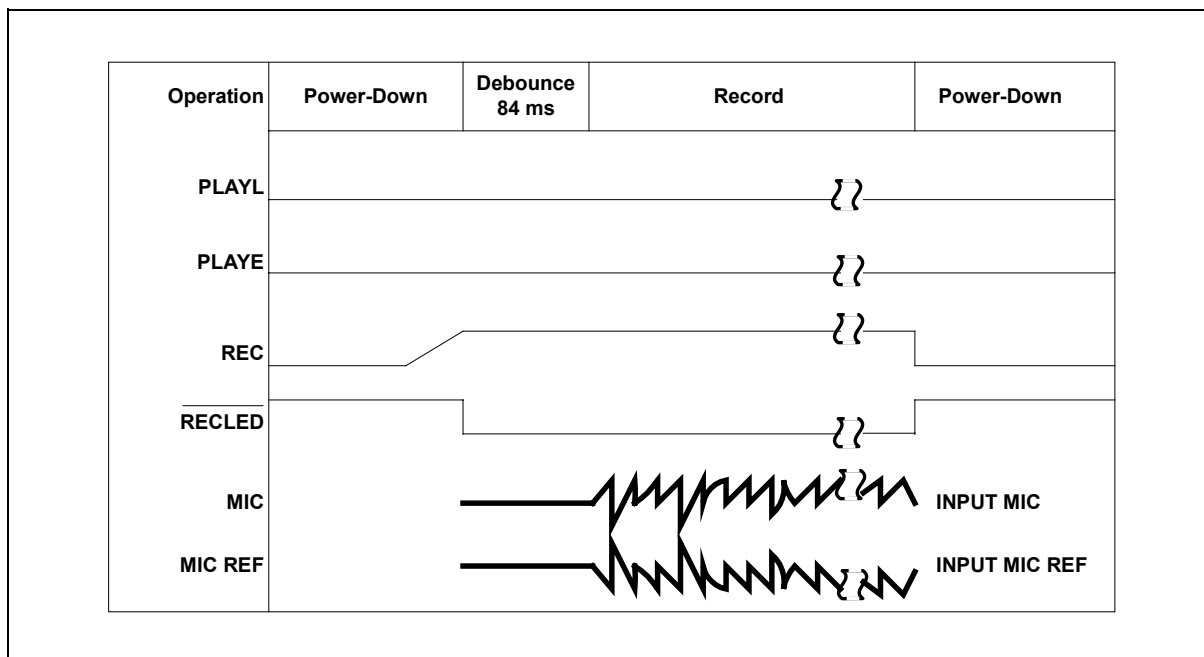 Operation Power-Down Debounce 84 ms Record Power-Down
PLAYL
PLAYE
REC
RECLED
MIC INPUT MIC
MIC REF INPUT MIC REF